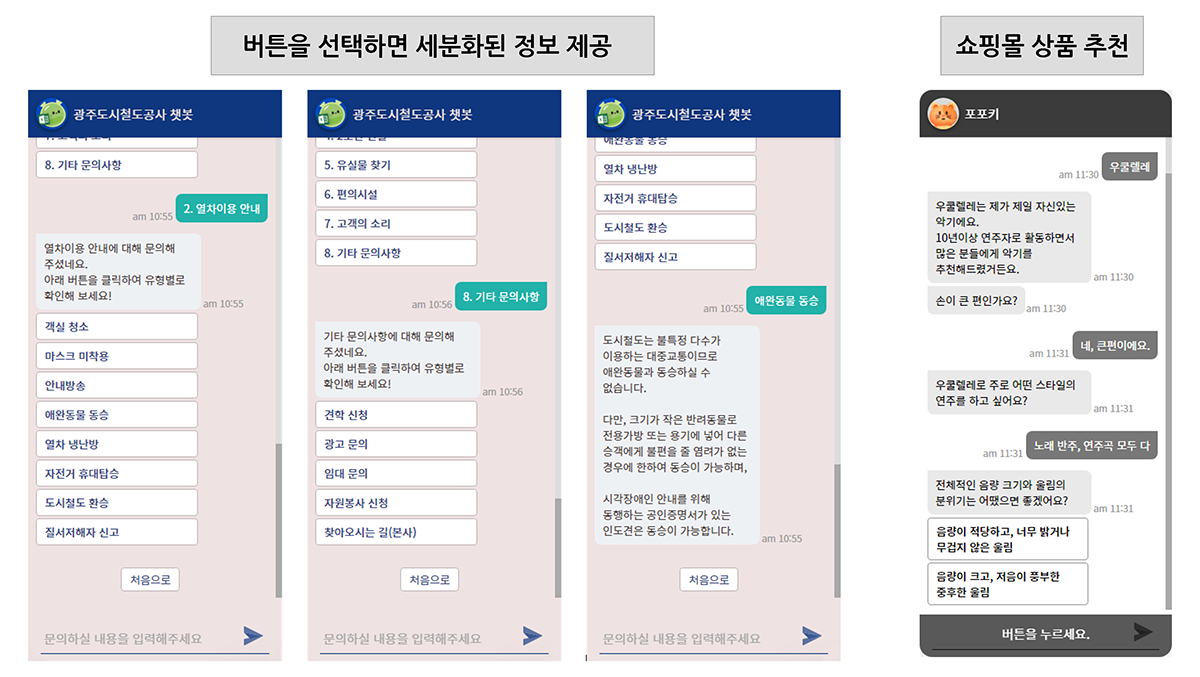 버튼을 선택하면 세분화된 정보 제공
쇼핑몰 상품 추천
광주도시철도공사 챗봇
8. 기타 문의사항
2. 열차이용 안내
am 10:55
열차이용 안내에 대해 문의해
주셨네요.
아래 버튼을 클릭하여 유형별로
확인해 보세요!
am 10:55
객실 청소
마스크 미착용
안내방송
애완동물 동승
열차 냉난방
자전거 휴대탑승
도시철도 환승
질서저해자 신고
처음으로
문의하실 내용을 입력해주세요
광주도시철도공사 챗봇
5. 유실물 찾기
6. 편의시설
7. 고객의 소리
8. 기타 문의사항
8. 기타 문의사항
am 10:56
기타 문의사항에 대해 문의해
주셨네요.
아래 버튼을 클릭하여 유형별로
확인해 보세요!
am 10:56
견학 신청
광고 문의
임대 문의
자원봉사 신청
찾아오시는 길(본사)
처음으로
문의하실 내용을 입력해주세요
광주도시철도공사 챗봇
애완동물 동승
열차 냉난방
자전거 휴대탑승
도시철도 환승
질서저해자 신고
애완동물 동승
am 10:55
도시철도는 불특정 다수가
이용하는 대중교통이므로
애완동물과 동승하실 수
없습니다.
다만, 크기가 작은 반려동물로
전용가방 또는 용기에 넣어 다른
승객에게 불편을 줄 염려가 없는
경우에 한하여 동승이 가능하며,
시각장애인 안내를 위해
동행하는 공인증명서가 있는
인도견은 동승이 가능합니다.
am 10:55
처음으로
문의하실 내용을 입력해주세요
포포키
우쿨렐레
am 11:30
우쿨렐레는 제가 제일 자신있는
악기에요.
10년이상 연주자로 활동하면서
많은 분들에게 악기를
추천해드렸거든요.
am 11:30
손이 큰 편인가요?
am 11:30
네, 큰편이에요.
am 11:31
우쿨렐레로 주로 어떤 스타일의
연주를 하고 싶어요?
am 11:31
노래 반주, 연주곡 모두 다
am 11:31
전체적인 음량 크기와 울림의
분위기는 어땠으면 좋겠어요?
am 11:31
음량이 적당하고, 너무 밝거나
무겁지 않은 울림
음량이 크고, 저음이 풍부한
중후한 울림
버튼을 누르세요.